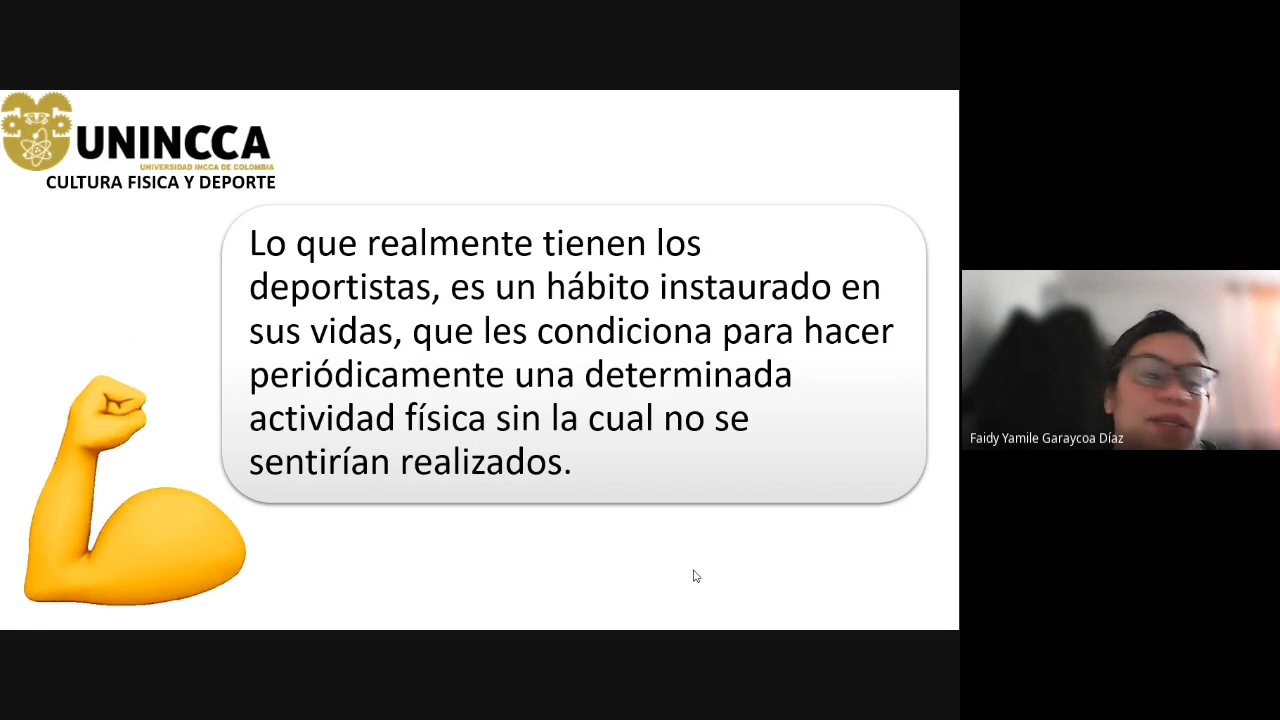 UNINCCA
UNIVERSIDAD INCCA DE COLOMBIA
CULTURA FISICA Y DEPORTE
Lo que realmente tienen los
deportistas, es un hábito instaurado en
sus vidas, que les condiciona para hacer
periódicamente una determinada
actividad física sin la cual no se
sentirían realizados.
Faidy Yamile Garaycoa Díaz